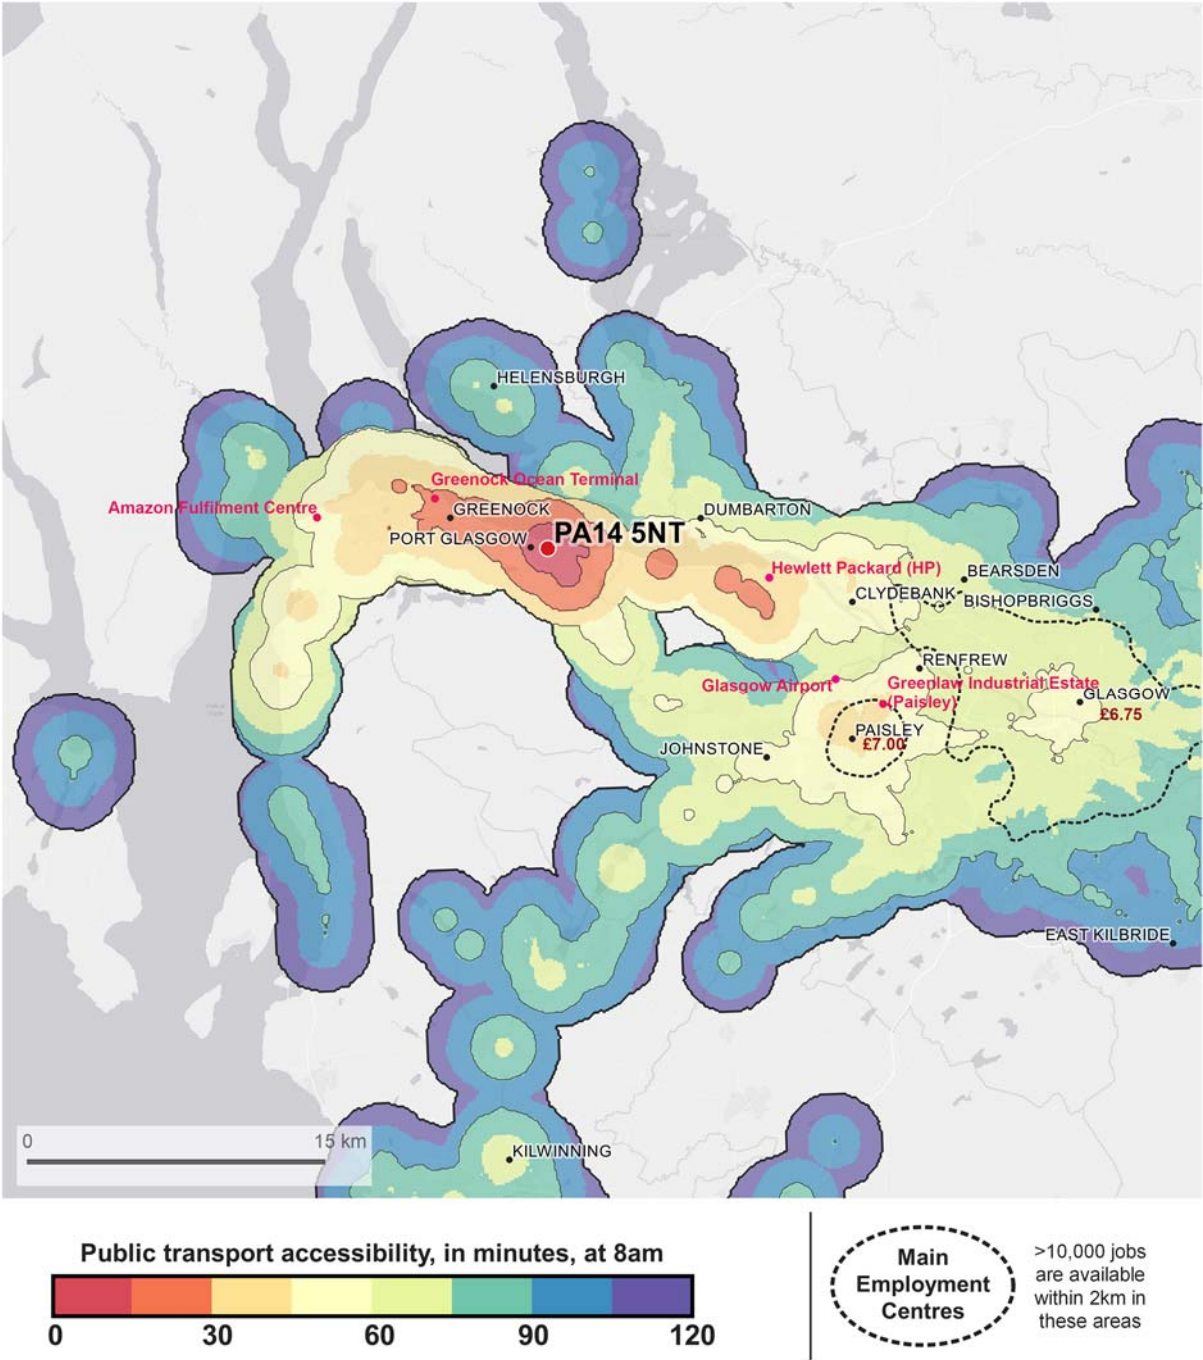 HELENSBURGH
Greenock Ocean Terminal
Amazon Fulfilment Centre
GREENOCK
DUMBARTON
PORT GLASGOW
PA14 5NT
Hewlett Packard (HP)
BEARSDEN
CLYDEBANK
BISHOPBRIGGS
RENFREW
Glasgow Airport
Greenlaw Industrial Estate
(Paisley)
GLASGOW
£6.75
PAISLEY
£7.00
JOHNSTONE
EAST KILBRIDE
0
15 km
KILWINNING
Public transport accessibility, in minutes, at 8am
0 30 60 90 120
Main
Employment
Centres
>10,000 jobs
are available
within 2km in
these areas